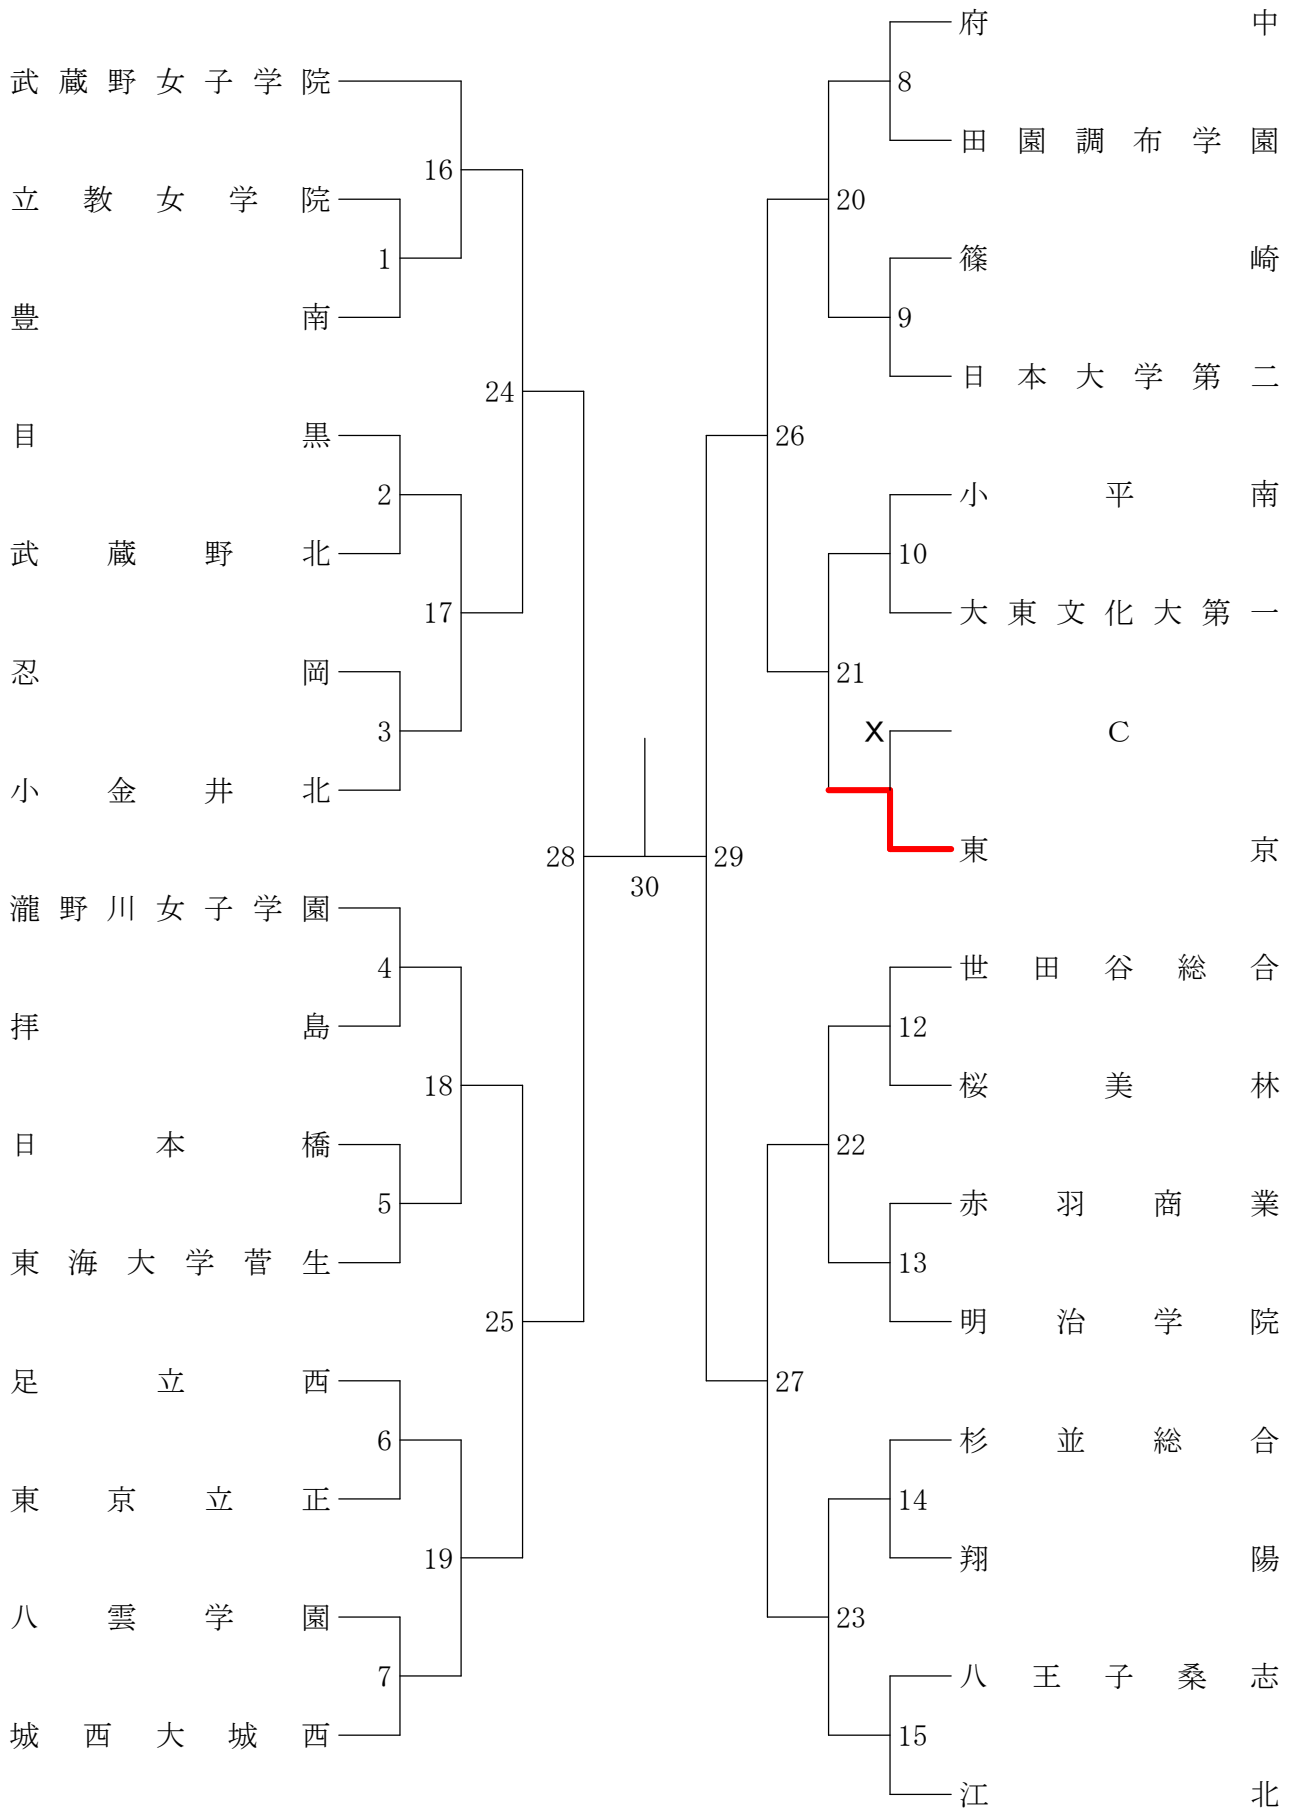 武蔵野女子学院
16
立教女学院
1
豊南
24
目黒
2
武蔵野北
17
忍岡
3
小金井北
28
瀧野川女子学園
4
拝島
18
日本橋
5
東海大学菅生
25
足立西
6
東京立正
19
八雲学園
7
城西大城西
30
府中
8
田園調布学園
20
篠崎
9
日本大学第二
26
小平南
10
大東文化大第一
21
X
C
東京
29
世田谷総合
12
桜美林
22
赤羽商業
13
明治学院
27
杉並総合
14
翔陽
23
八王子桑志
15
江北